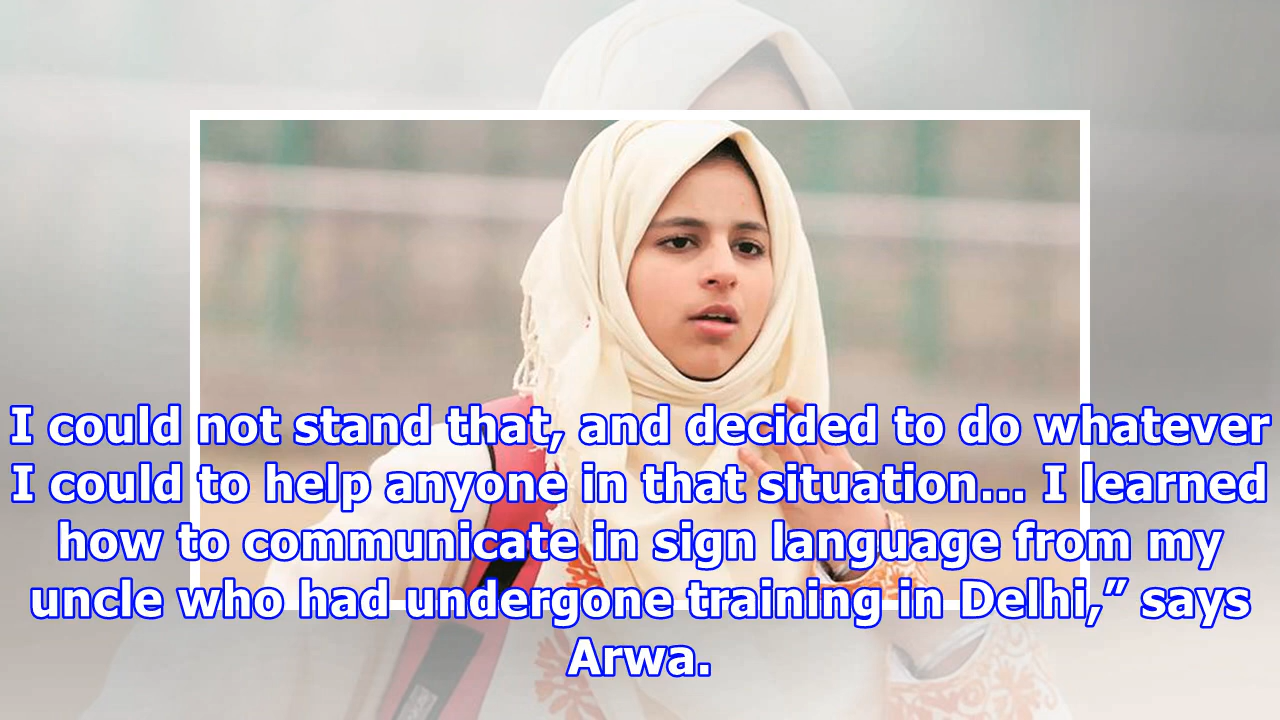 I could not stand that, and decided to do whatever
I could to help anyone in that situation... I learned
how to communicate in sign language from my
uncle who had undergone training in Delhi,” says
Arwa.